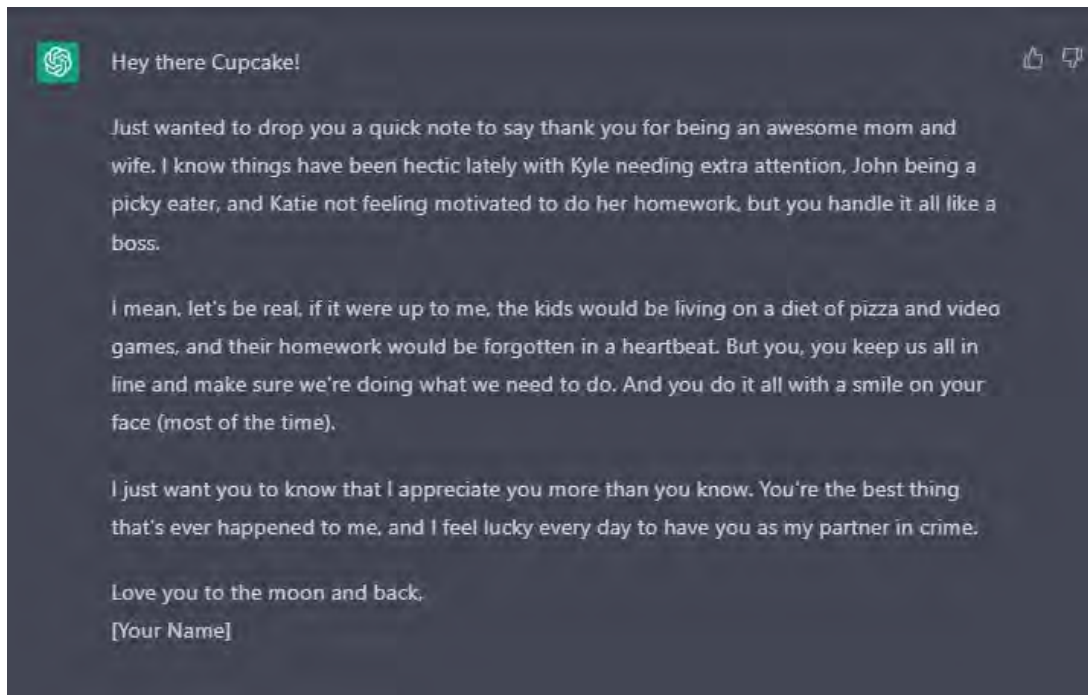 Hey there Cupcake!
Just wanted to drop you a quick note to say thank you for being an awesome mom and
wife. I know things have been hectic lately with Kyle needing extra attention, John being a
picky eater, and Katie not feeling motivated to do her homework, but you handle it all like a
boss.
I mean, let's be real, if it were up to me, the kids would be living on a diet of pizza and video
games, and their homework would be forgotten in a heartbeat. But you, you keep us all in
line and make sure we're doing what we need to do. And you do it all with a smile on your
face (most of the time).
I just want you to know that I appreciate you more than you know. You're the best thing
that's ever happened to me, and I feel lucky every day to have you as my partner in crime.
Love you to the moon and back,
[Your Name]